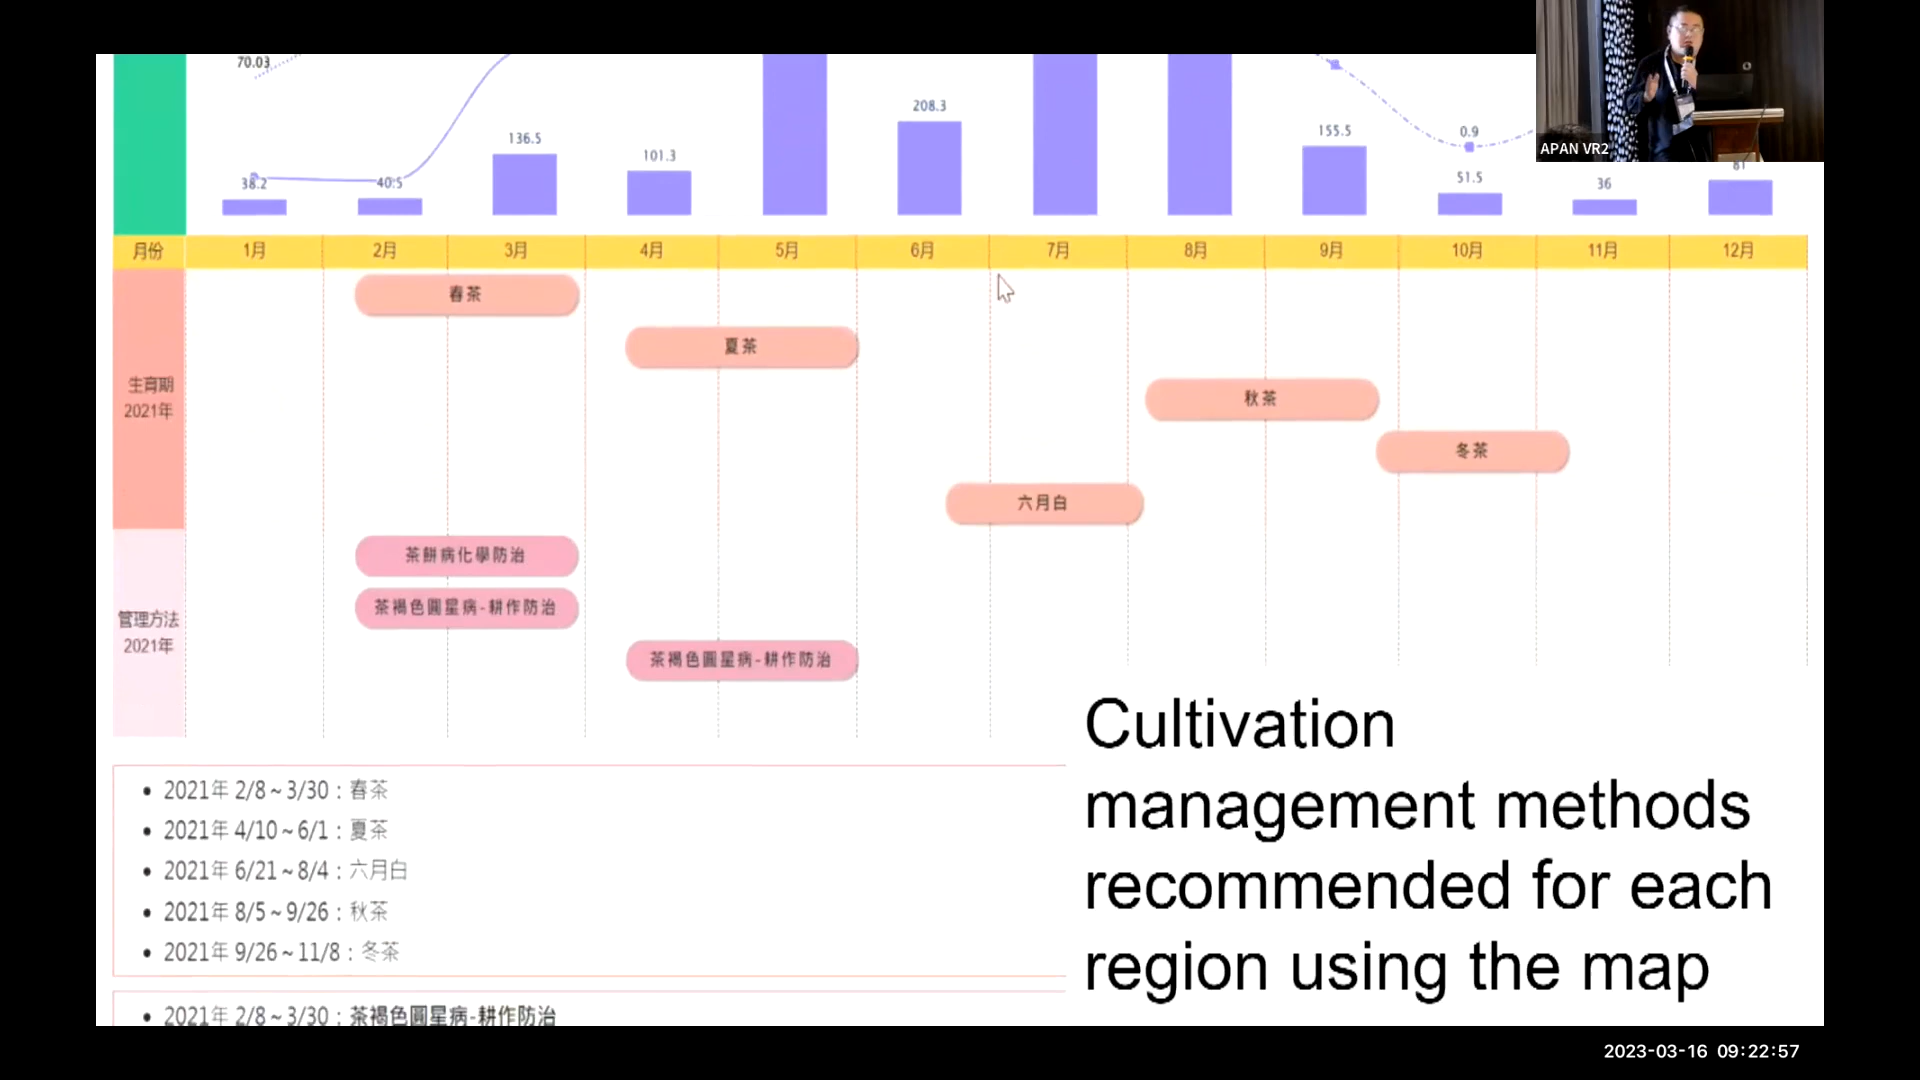 70.03
38.2
40.5
136.5
101.3
208.3
155.5
0.9
51.5
36
81
APAN VR2
月份 1月 2月 3月 4月 5月 6月 7月 8月 9月 10月 11月 12月
生育期
2021年
春茶
夏茶
秋茶
冬茶
六月白
管理方法
2021年
茶餅病化學防治
茶褐色圓星病-耕作防治
茶褐色圓星病-耕作防治
• 2021年 2/8 ~ 3/30 : 春茶
• 2021年 4/10 ~ 6/1 : 夏茶
• 2021年 6/21 ~ 8/4 : 六月白
• 2021年 8/5 ~ 9/26 : 秋茶
• 2021年 9/26 ~ 11/8 : 冬茶
• 2021年 2/8 ~ 3/30 : 茶褐色圓星病-耕作防治
Cultivation
management methods
recommended for each
region using the map
2023-03-16 09:22:57